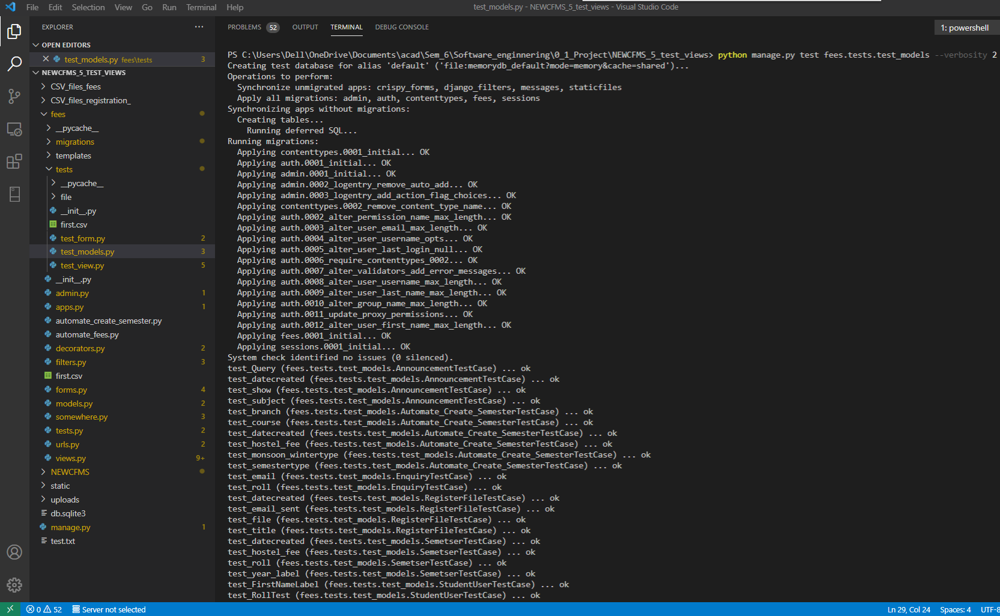 File Edit Selection View Go Run Terminal Help
test_models.py - NEWCFMS_5_test_views - Visual Studio Code
EXPLORER ...
OPEN EDITORS
test_models.py fees\tests 3
NEWCFMS_5_TEST_VIEWS
CSV_files_fees
CSV_files_registration_
fees
__pycache__
migrations
templates
tests
__pycache__
file
__init__.py
first.csv
test_form.py 2
test_models.py 3
test_view.py 5
__init__.py
admin.py 1
apps.py 1
automate_create_semester.py
automate_fees.py
decorators.py 2
filters.py 3
first.csv
forms.py 4
models.py 2
somewhere.py 3
tests.py 2
urls.py 2
views.py 9+
NEWCFMS
static
uploads
db.sqlite3
manage.py 1
test.txt
PROBLEMS 52 OUTPUT TERMINAL DEBUG CONSOLE
1: powershell
PS C:\Users\Dell\OneDrive\Documents\acad\Sem_6\Software_enginnering\0_1_Project\NEWCFMS_5_test_views> python manage.py test fees.tests.test_models --verbosity 2
Creating test database for alias 'default' ('file:memorydb_default?mode=memory&cache=shared')...
Operations to perform:
Synchronize unmigrated apps: crispy_forms, django_filters, messages, staticfiles
Apply all migrations: admin, auth, contenttypes, fees, sessions
Synchronizing apps without migrations:
Creating tables...
Running deferred SQL...
Running migrations:
Applying contenttypes.0001_initial... OK
Applying auth.0001_initial... OK
Applying admin.0001_initial... OK
Applying admin.0002_logentry_remove_auto_add... OK
Applying admin.0003_logentry_add_action_flag_choices... OK
Applying contenttypes.0002_remove_content_type_name... OK
Applying auth.0002_alter_permission_name_max_length... OK
Applying auth.0003_alter_user_email_max_length... OK
Applying auth.0004_alter_user_username_opts... OK
Applying auth.0005_alter_user_last_login_null... OK
Applying auth.0006_require_contenttypes_0002... OK
Applying auth.0007_alter_validators_add_error_messages... OK
Applying auth.0008_alter_user_username_max_length... OK
Applying auth.0009_alter_user_last_name_max_length... OK
Applying auth.0010_alter_group_name_max_length... OK
Applying auth.0011_update_proxy_permissions... OK
Applying auth.0012_alter_user_first_name_max_length... OK
Applying fees.0001_initial... OK
Applying sessions.0001_initial... OK
System check identified no issues (0 silenced).
test_Query (fees.tests.test_models.AnnouncementTestCase) ... ok
test_datecreated (fees.tests.test_models.AnnouncementTestCase) ... ok
test_show (fees.tests.test_models.AnnouncementTestCase) ... ok
test_subject (fees.tests.test_models.AnnouncementTestCase) ... ok
test_branch (fees.tests.test_models.Automate_Create_SemesterTestCase) ... ok
test_course (fees.tests.test_models.Automate_Create_SemesterTestCase) ... ok
test_datecreated (fees.tests.test_models.Automate_Create_SemesterTestCase) ... ok
test_hostel_fee (fees.tests.test_models.Automate_Create_SemesterTestCase) ... ok
test_monsoon_wintertype (fees.tests.test_models.Automate_Create_SemesterTestCase) ... ok
test_semestertype (fees.tests.test_models.Automate_Create_SemesterTestCase) ... ok
test_email (fees.tests.test_models.EnquiryTestCase) ... ok
test_roll (fees.tests.test_models.EnquiryTestCase) ... ok
test_datecreated (fees.tests.test_models.RegisterFileTestCase) ... ok
test_email_sent (fees.tests.test_models.RegisterFileTestCase) ... ok
test_file (fees.tests.test_models.RegisterFileTestCase) ... ok
test_title (fees.tests.test_models.RegisterFileTestCase) ... ok
test_datecreated (fees.tests.test_models.SemetserTestCase) ... ok
test_hostel_fee (fees.tests.test_models.SemetserTestCase) ... ok
test_roll (fees.tests.test_models.SemetserTestCase) ... ok
test_year_label (fees.tests.test_models.SemetserTestCase) ... ok
test_FirstNameLabel (fees.tests.test_models.StudentUserTestCase) ... ok
test_RollTest (fees.tests.test_models.StudentUserTestCase) ... ok
0 52 Server not selected
Ln 29, Col 24 Spaces: 4 UTF-8